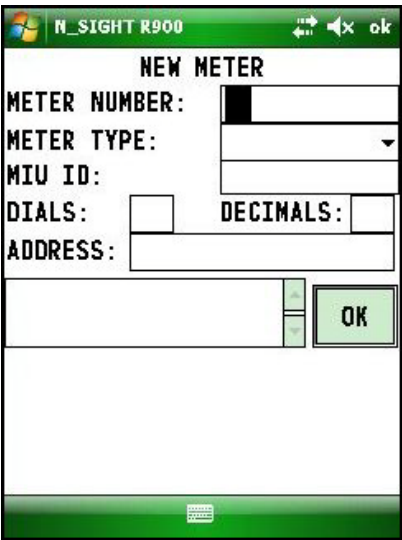 N_SIGHT R900 ok
NEW METER
METER NUMBER:
METER TYPE:
MIU ID:
DIALS: DECIMALS:
ADDRESS:
OK